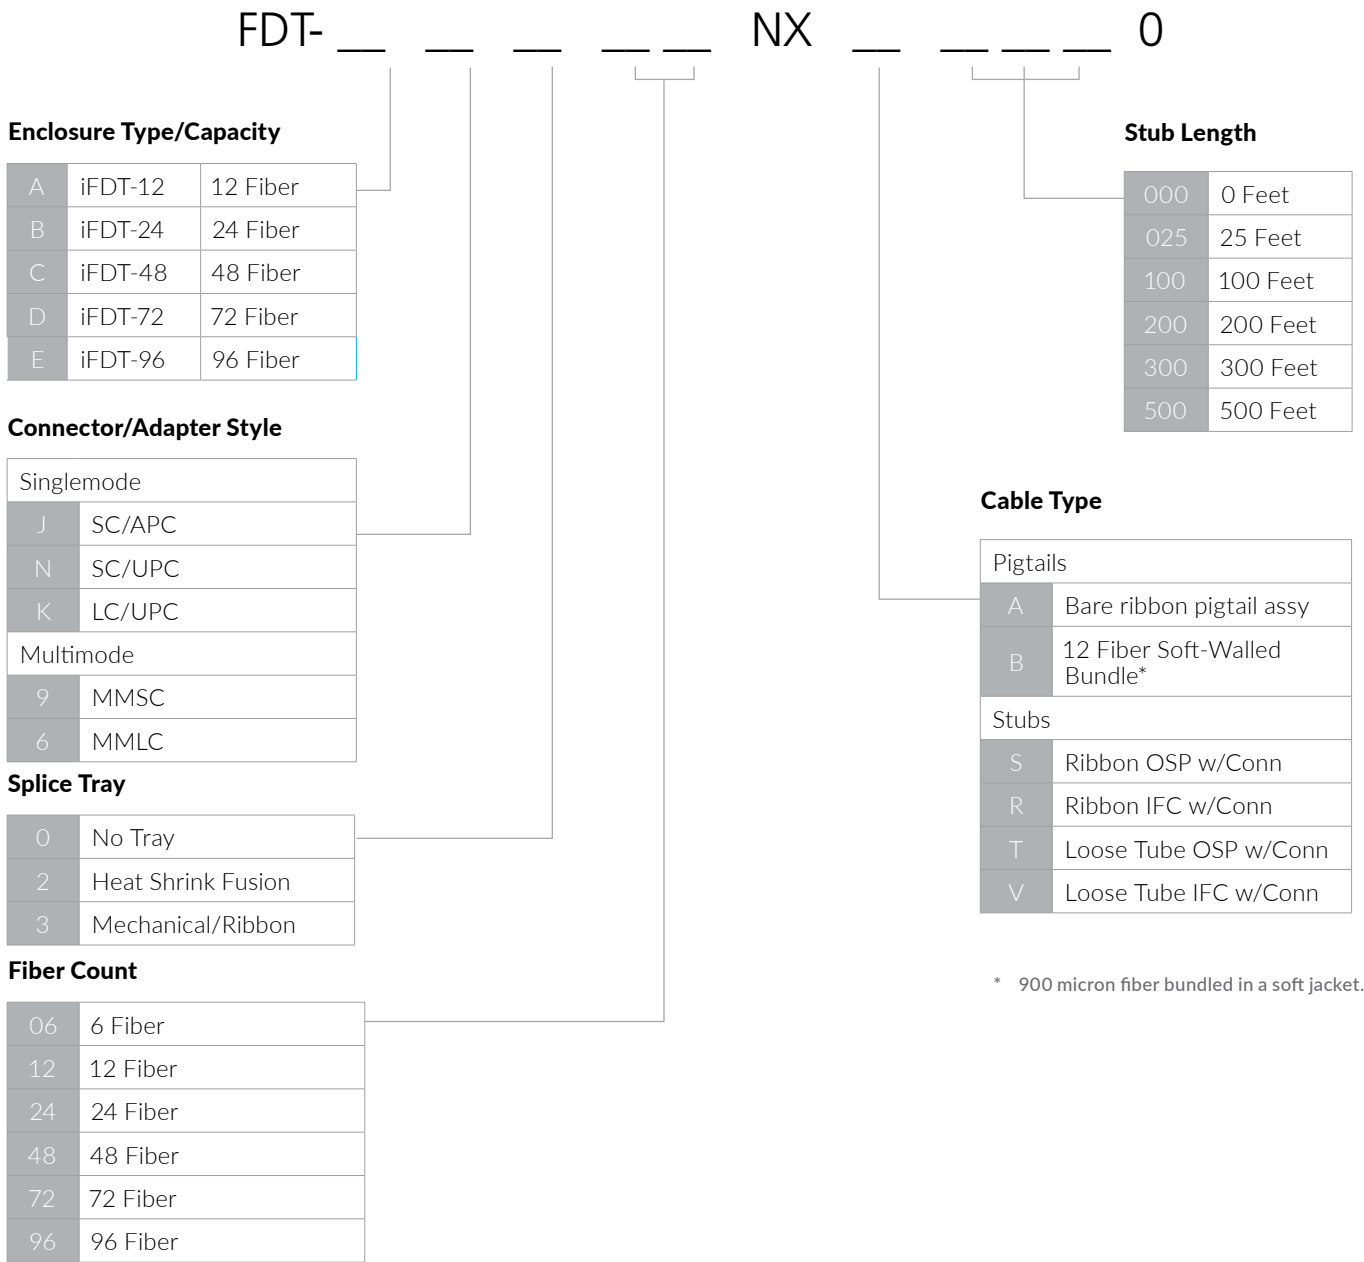 FDT- __ __ __ __ __ NX __ __ __ __ 0
Enclosure Type/Capacity
A iFDT-12 12 Fiber
B iFDT-24 24 Fiber
C iFDT-48 48 Fiber
D iFDT-72 72 Fiber
E iFDT-96 96 Fiber
Connector/Adapter Style
Singlemode
J SC/APC
N SC/UPC
K LC/UPC
Multimode
9 MMSC
6 MMLC
Splice Tray
0 No Tray
2 Heat Shrink Fusion
3 Mechanical/Ribbon
Fiber Count
06 6 Fiber
12 12 Fiber
24 24 Fiber
48 48 Fiber
72 72 Fiber
96 96 Fiber
Stub Length
000 0 Feet
025 25 Feet
100 100 Feet
200 200 Feet
300 300 Feet
500 500 Feet
Cable Type
Pigtails
A Bare ribbon pigtail assy
B 12 Fiber Soft-Walled
Bundle*
Stubs
S Ribbon OSP w/Conn
R Ribbon IFC w/Conn
T Loose Tube OSP w/Conn
V Loose Tube IFC w/Conn
* 900 micron fiber bundled in a soft jacket.